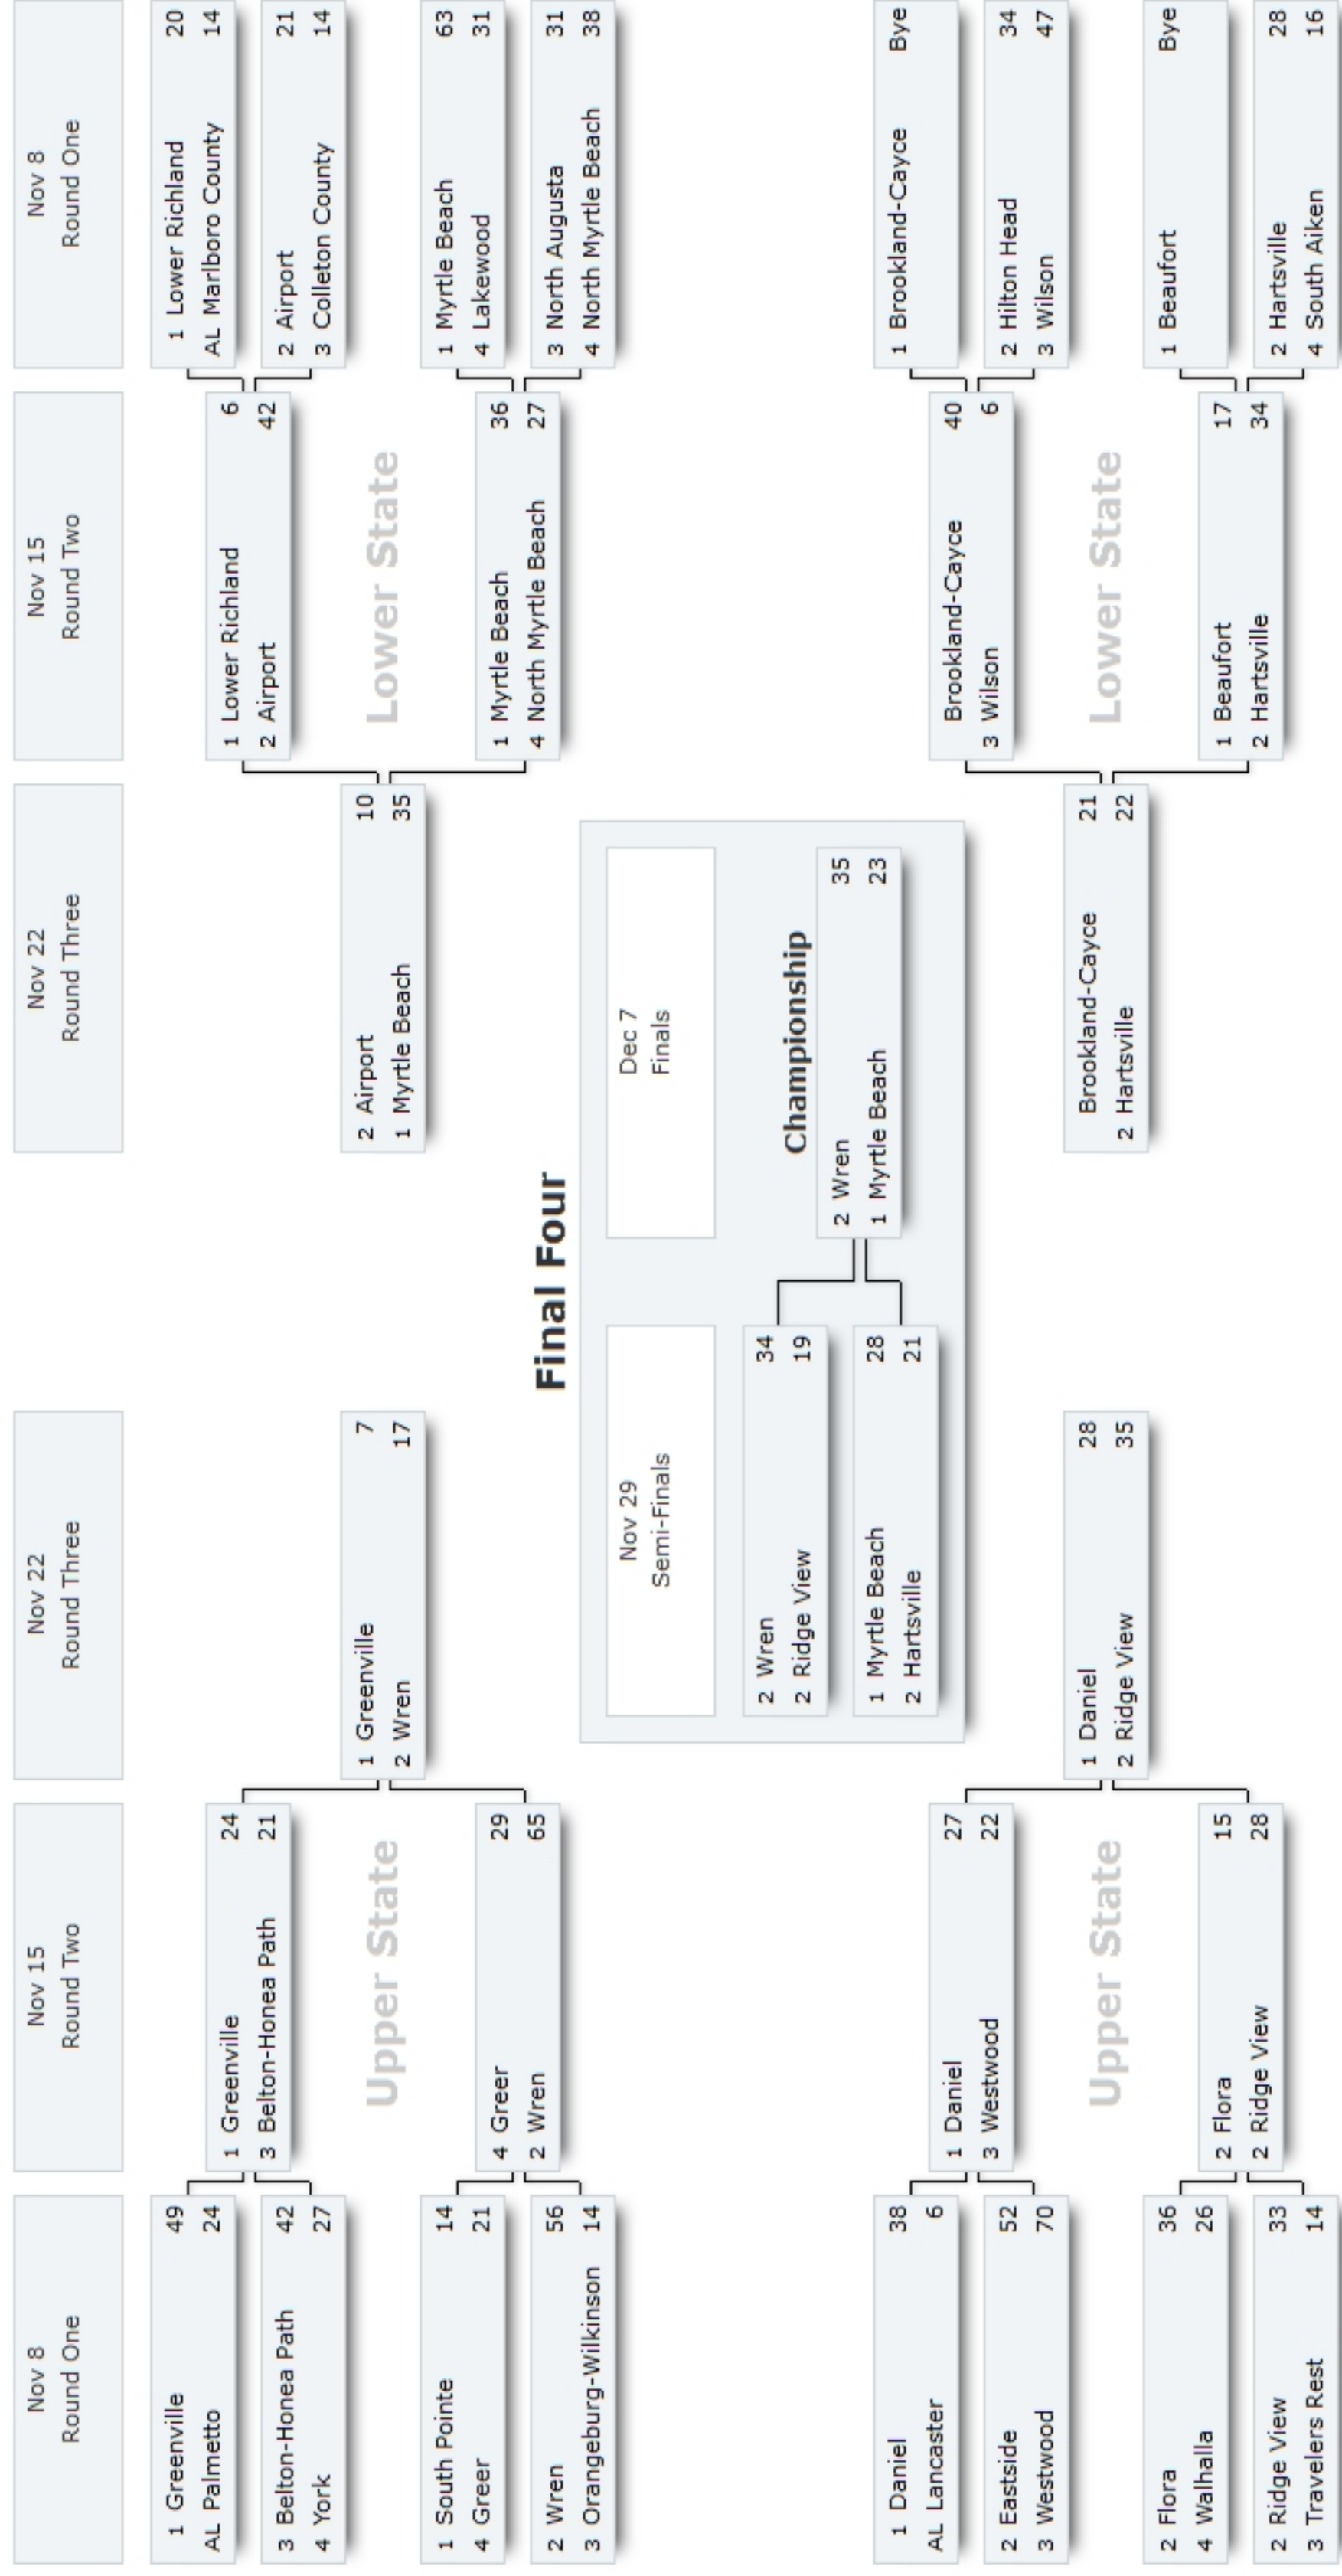 Nov 8
Round One
Nov 15
Round Two
Nov 22
Round Three
Nov 22
Round Three
Nov 15
Round Two
Nov 8
Round One
1 Greenville 49
AL Palmetto 24
3 Belton-Honea Path 42
4 York 27
1 South Pointe 14
4 Greer 21
2 Wren 56
3 Orangeburg-Wilkinson 14
1 Greenville 24
3 Belton-Honea Path 21
Upper State
4 Greer 29
2 Wren 65
1 Greenville 7
2 Wren 17
2 Airport 10
1 Myrtle Beach 35
1 Lower Richland 6
2 Airport 42
Lower State
1 Myrtle Beach 36
4 North Myrtle Beach 27
1 Lower Richland 20
AL Marlboro County 14
2 Airport 21
3 Colleton County 14
1 Myrtle Beach 63
4 Lakewood 31
3 North Augusta 31
4 North Myrtle Beach 38
Final Four
Nov 29
Semi-Finals
Dec 7
Finals
2 Wren 34
2 Ridge View 19
1 Myrtle Beach 28
2 Hartsville 21
Championship
2 Wren 35
1 Myrtle Beach 23
1 Daniel 38
AL Lancaster 6
2 Eastside 52
3 Westwood 70
2 Flora 36
4 Walhalla 26
2 Ridge View 33
3 Travelers Rest 14
1 Daniel 27
3 Westwood 22
Upper State
2 Flora 15
2 Ridge View 28
1 Daniel 28
2 Ridge View 35
Brookland-Cayce 21
2 Hartsville 22
Brookland-Cayce 40
3 Wilson 6
Lower State
1 Beaufort 17
2 Hartsville 34
1 Brookland-Cayce Bye
2 Hilton Head 34
3 Wilson 47
1 Beaufort Bye
2 Hartsville 28
4 South Aiken 16